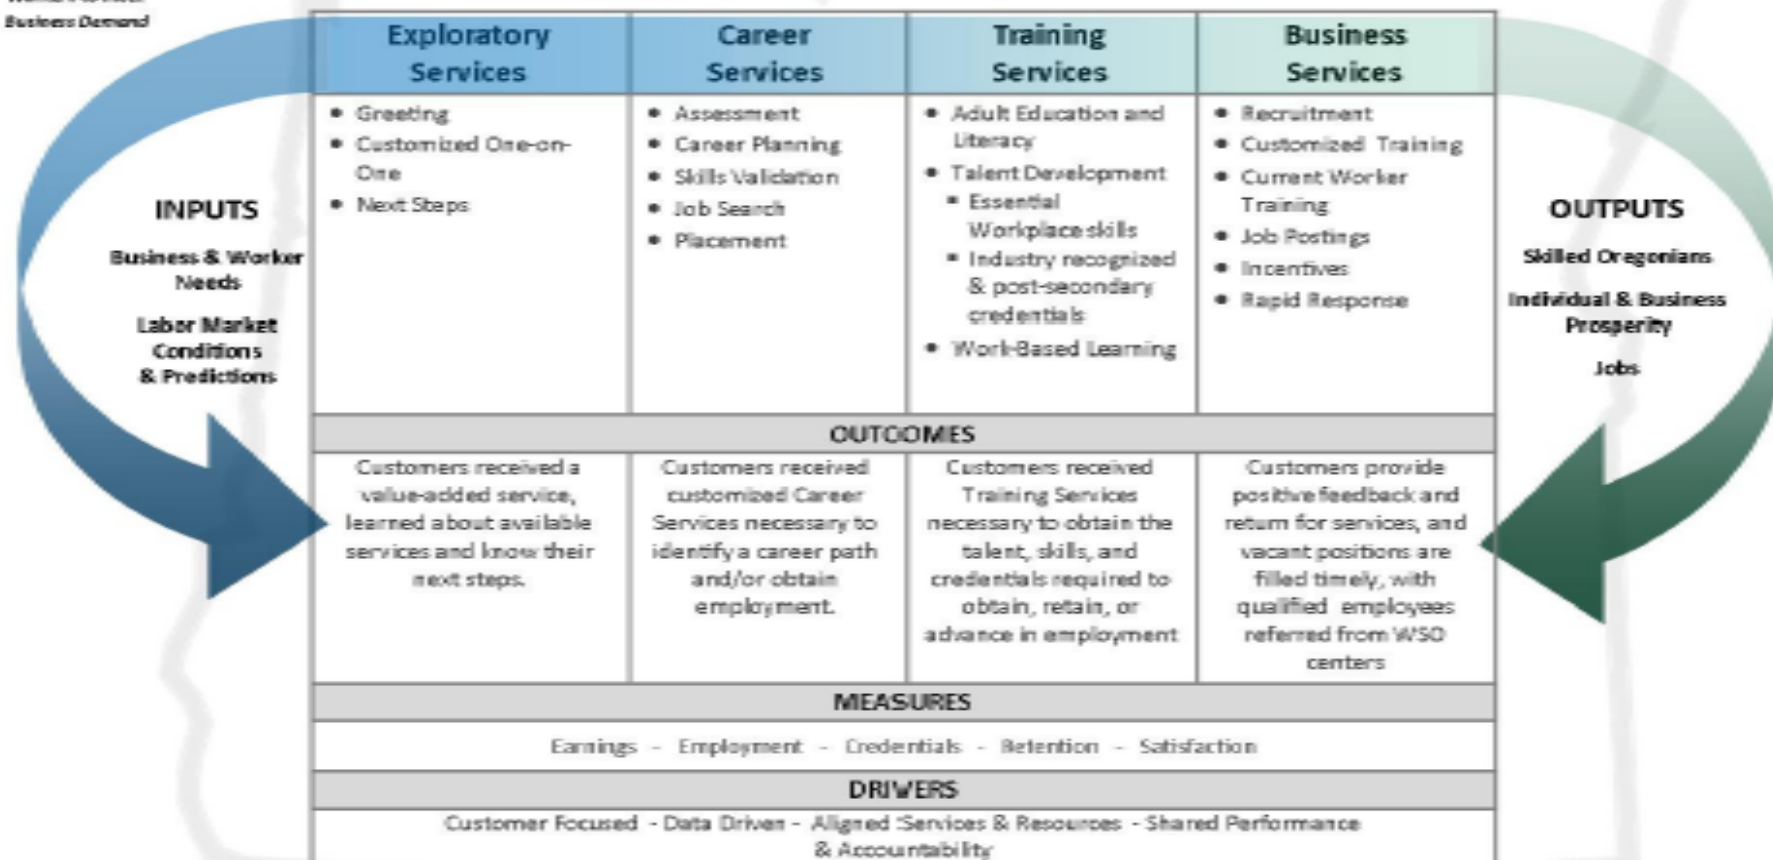 Business Demand
Exploratory
Services
Career
Services
Training
Services
Business
Services
• Greeting
• Customized One-on-
One
• Next Steps
• Assessment
• Career Planning
• Skills Validation
• Job Search
• Placement
• Adult Education and
Literacy
• Talent Development
▪ Essential
Workplace skills
▪ Industry recognized
& post-secondary
credentials
• Work-Based Learning
• Recruitment
• Customized Training
• Current Worker
Training
• Job Postings
• Incentives
• Rapid Response
INPUTS
Business & Worker
Needs
Labor Market
Conditions
& Predictions
OUTPUTS
Skilled Oregonians
Individual & Business
Prosperity
Jobs
OUTCOMES
Customers received a
value-added service,
learned about available
services and know their
next steps.
Customers received
customized Career
Services necessary to
identify a career path
and/or obtain
employment.
Customers received
Training Services
necessary to obtain the
talent, skills, and
credentials required to
obtain, retain, or
advance in employment
Customers provide
positive feedback and
return for services, and
vacant positions are
filled timely, with
qualified employees
referred from WSO
centers
MEASURES
Earnings - Employment - Credentials - Retention - Satisfaction
DRIVERS
Customer Focused - Data Driven - Aligned Services & Resources - Shared Performance
& Accountability